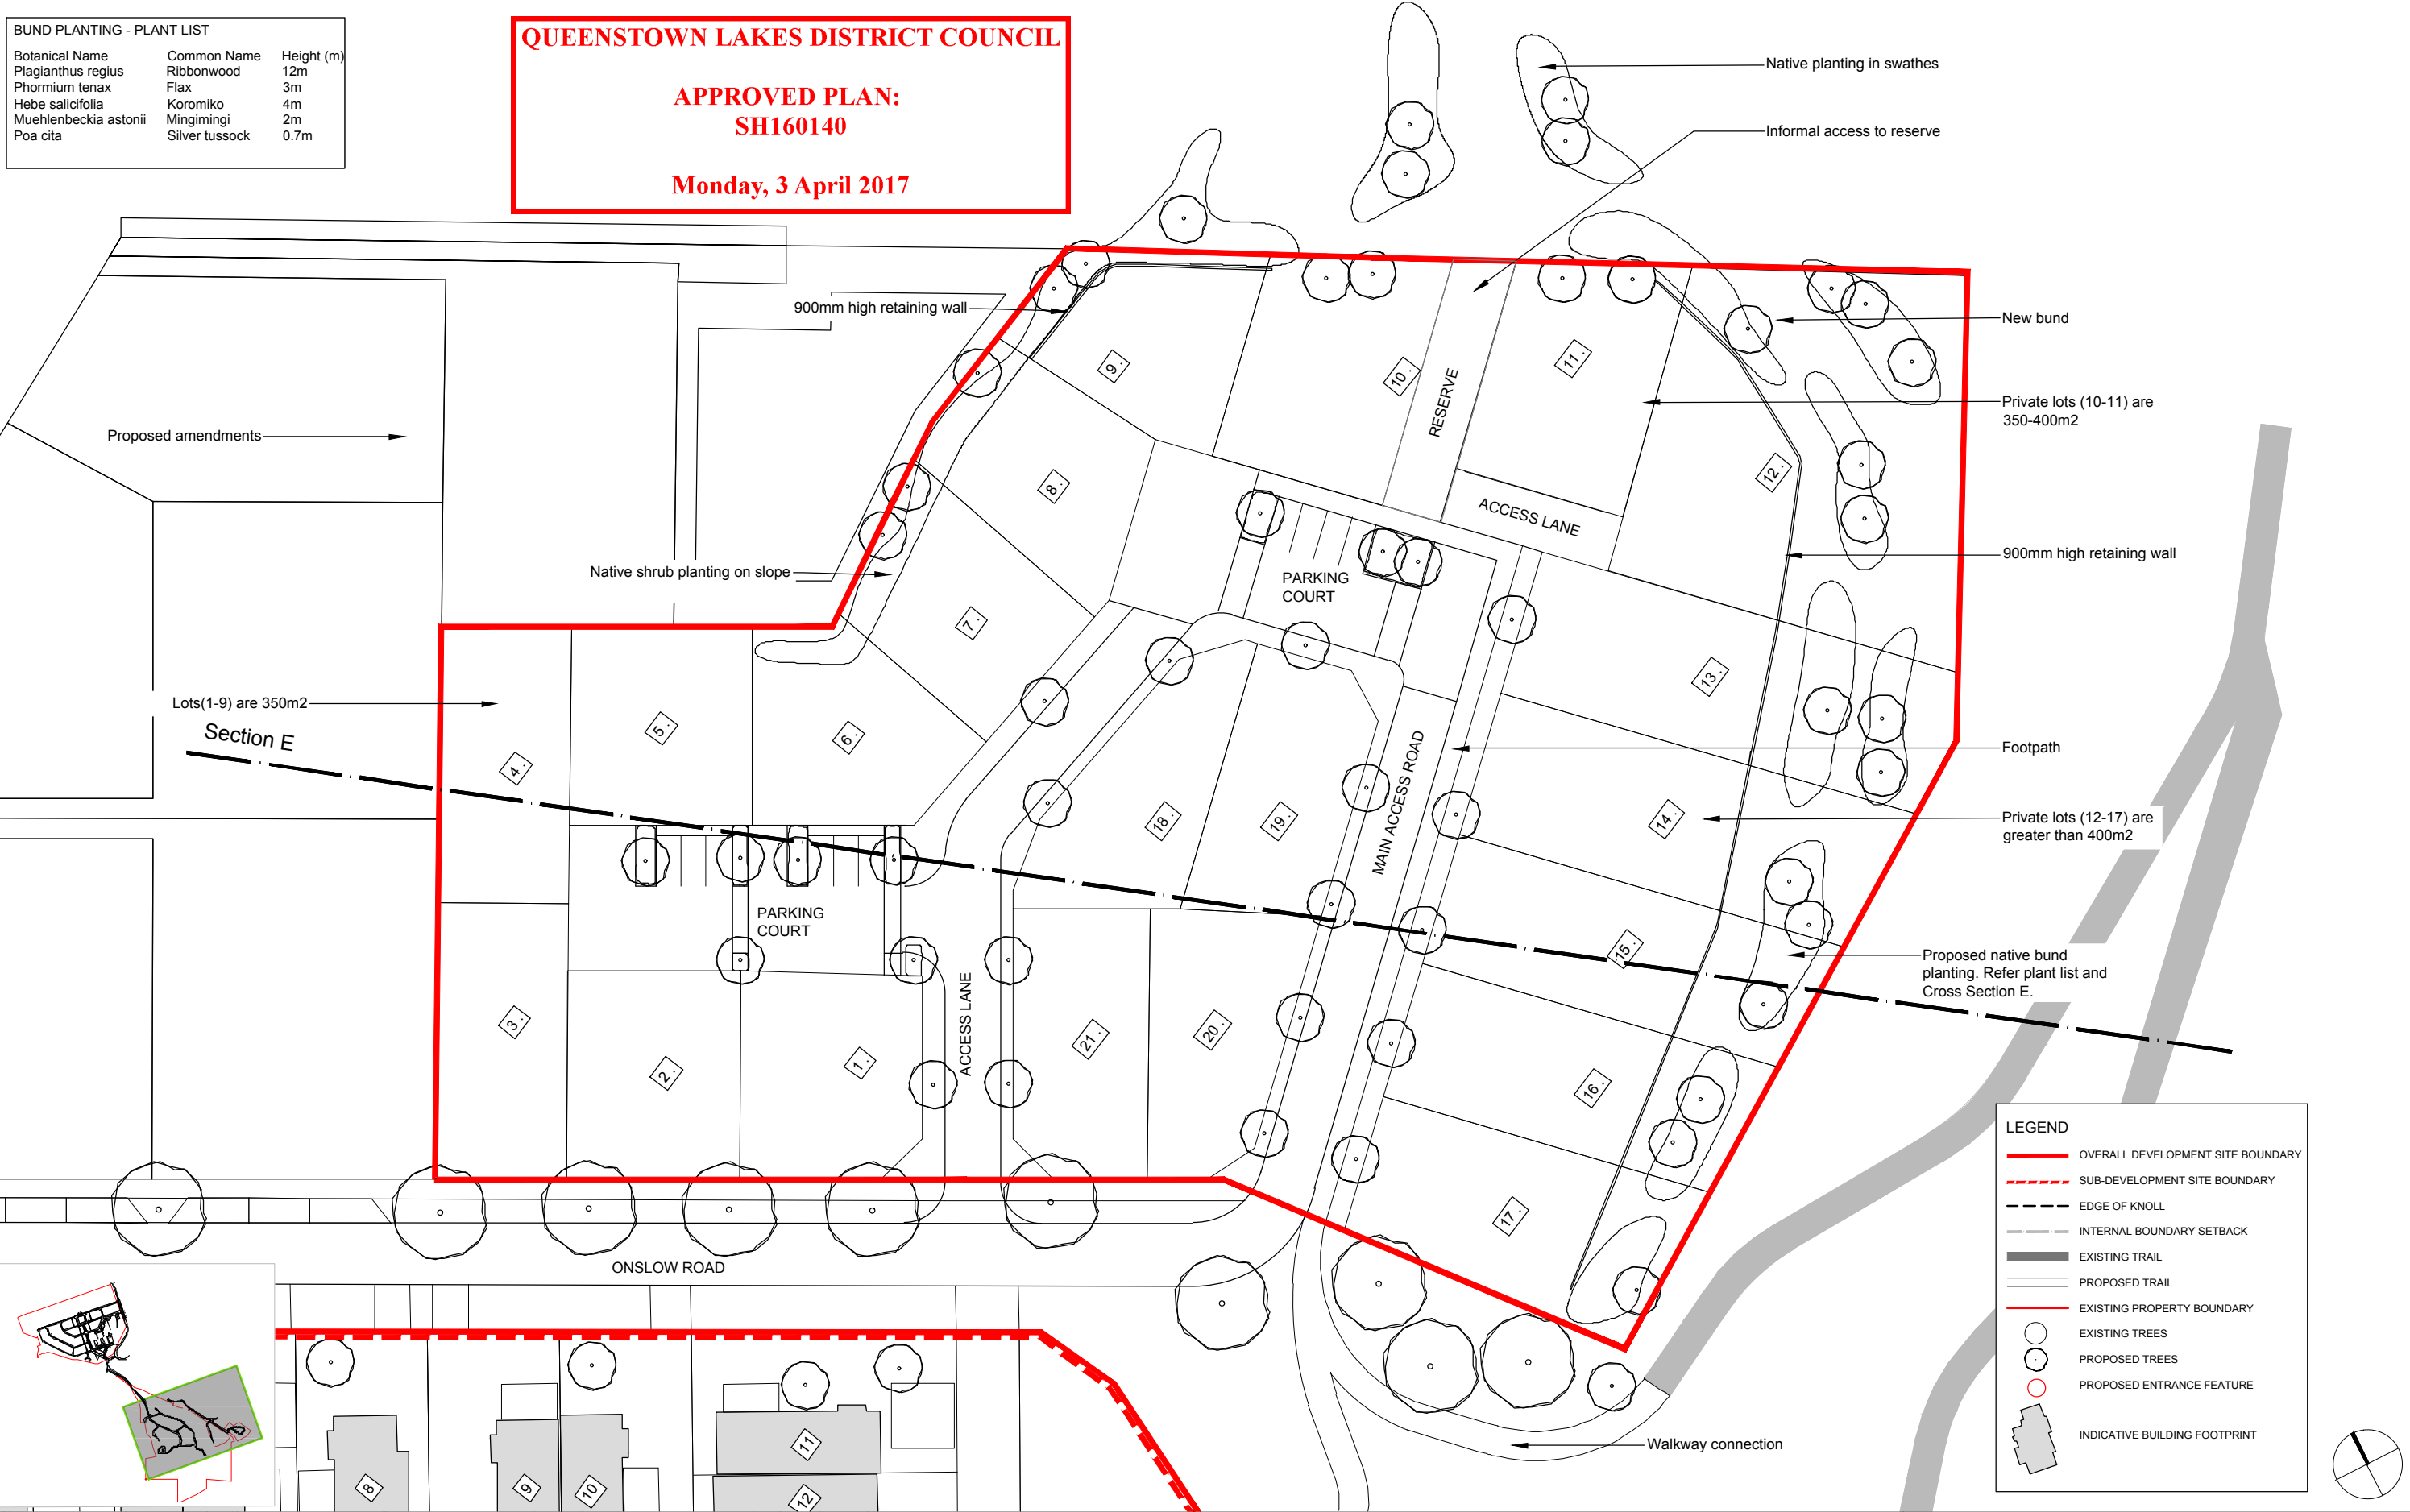 BUND PLANTING - PLANT LIST
Botanical Name Common Name Height (m)
Plagianthus regius Ribbonwood 12m
Phormium tenax Flax 3m
Hebe salicifolia Koromiko 4m
Muehlenbeckia astonii Mingimingi 2m
Poa cita Silver tussock 0.7m
QUEENSTOWN LAKES DISTRICT COUNCIL
APPROVED PLAN:
SH160140
Monday, 3 April 2017
Native planting in swathes
Informal access to reserve
900mm high retaining wall
New bund
Proposed amendments
Private lots (10-11) are
350-400m2
900mm high retaining wall
Native shrub planting on slope
Lots(1-9) are 350m2
Section E
Footpath
Private lots (12-17) are
greater than 400m2
Proposed native bund
planting. Refer plant list and
Cross Section E.
RESERVE
ACCESS LANE
PARKING
COURT
MAIN ACCESS ROAD
PARKING
COURT
ACCESS LANE
9 .
10 .
11 .
12 .
8 .
7 .
13 .
5 .
6 .
4 .
18 .
19 .
14 .
15 .
3 .
2 .
1 .
21 .
20 .
16 .
17 .
ONSLOW ROAD
Walkway connection
8
9
10
11
12
LEGEND
OVERALL DEVELOPMENT SITE BOUNDARY
SUB-DEVELOPMENT SITE BOUNDARY
EDGE OF KNOLL
INTERNAL BOUNDARY SETBACK
EXISTING TRAIL
PROPOSED TRAIL
EXISTING PROPERTY BOUNDARY
EXISTING TREES
PROPOSED TREES
PROPOSED ENTRANCE FEATURE
INDICATIVE BUILDING FOOTPRINT